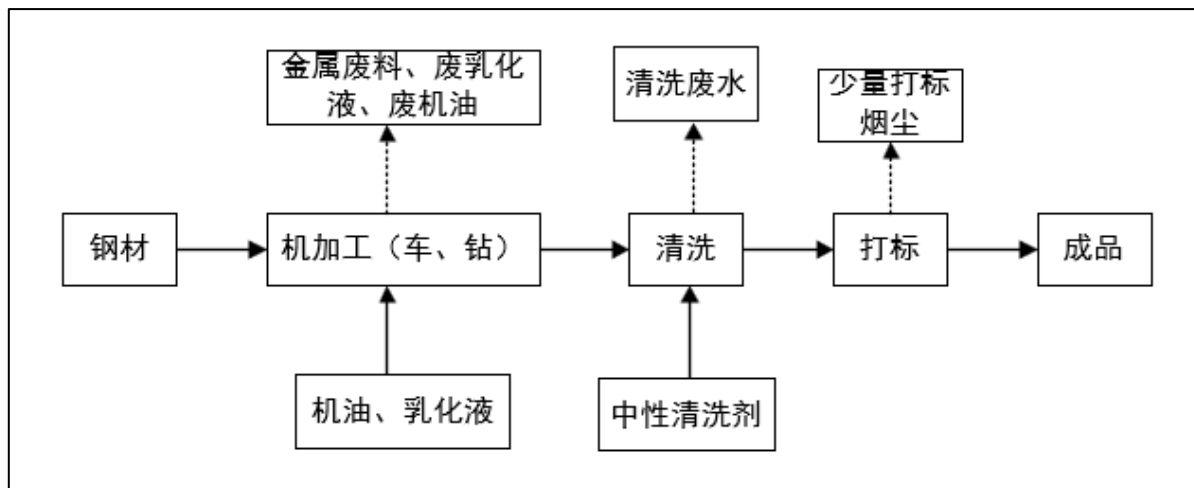 金属废料、废乳化
液、废机油
清洗废水
少量打标
烟尘
钢材
机加工（车、钻）
清洗
打标
成品
机油、乳化液
中性清洗剂